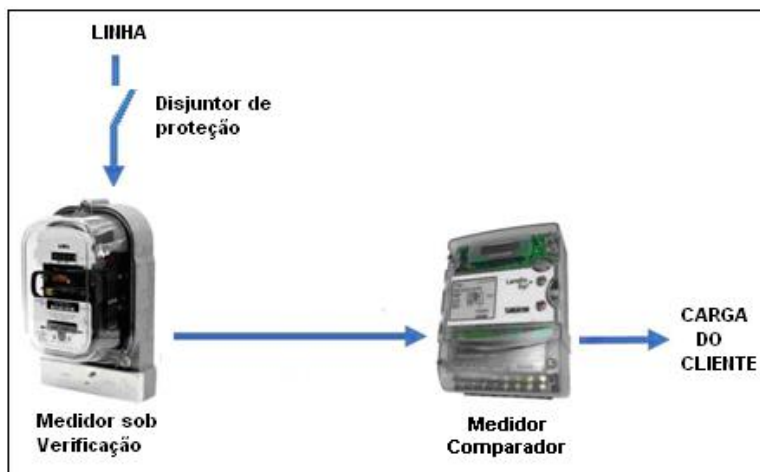 LINHA
Disjuntor de
proteção
Medidor sob
Verificação
Medidor
Comparador
CARGA
DO
CLIENTE